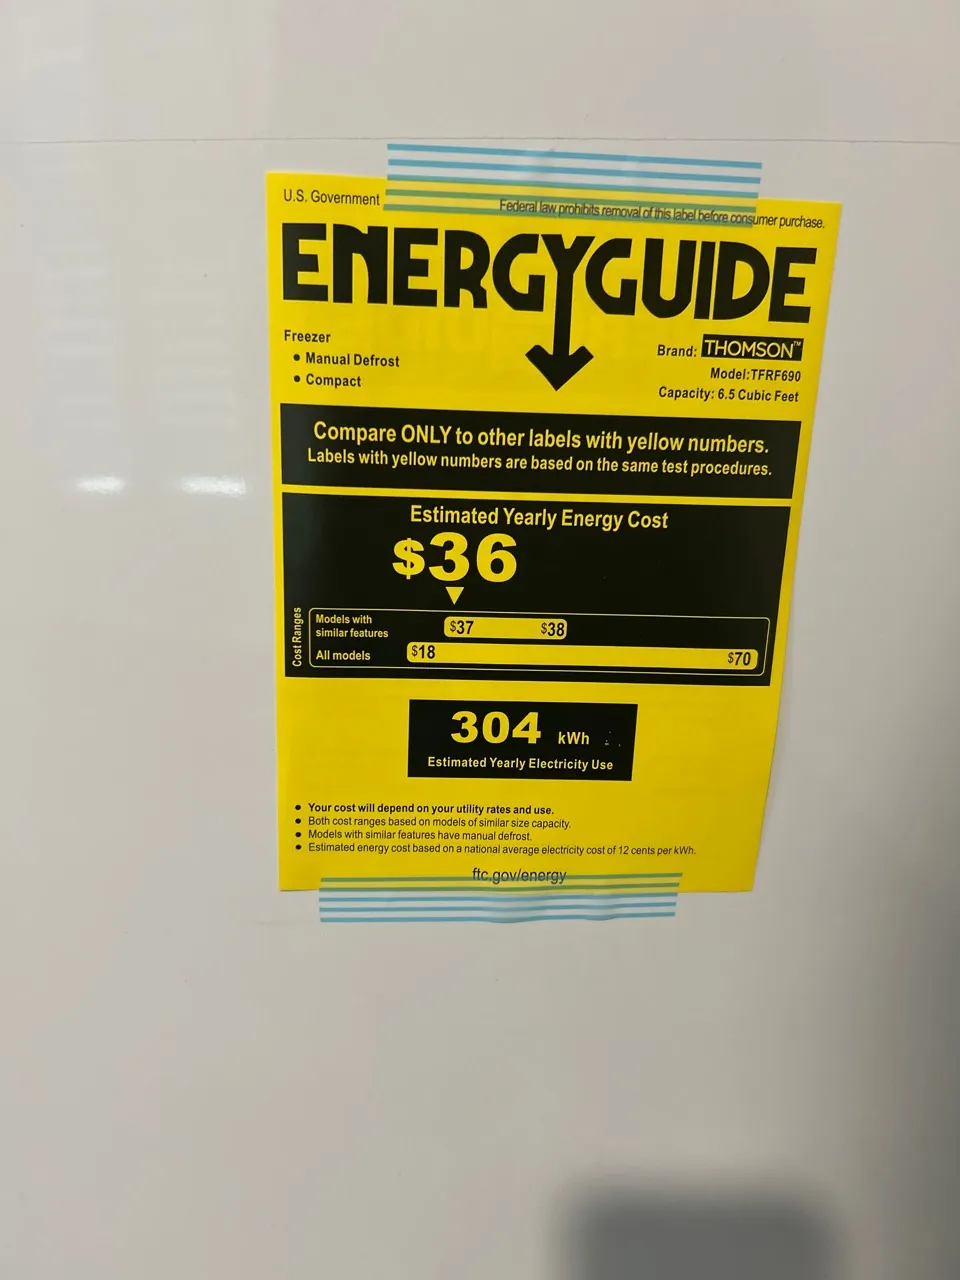 U.S. Government
Federal law prohibits removal of this label before consumer purchase.
ENERGYGUIDE
Freezer
• Manual Defrost
• Compact
Brand: THOMSON™
Model:TFRF690
Capacity: 6.5 Cubic Feet
Compare ONLY to other labels with yellow numbers.
Labels with yellow numbers are based on the same test procedures.
Estimated Yearly Energy Cost
$36
Cost Ranges
Models with
similar features
$37 $38
All models
$18 $70
304 kWh
Estimated Yearly Electricity Use
• Your cost will depend on your utility rates and use.
• Both cost ranges based on models of similar size capacity.
• Models with similar features have manual defrost.
• Estimated energy cost based on a national average electricity cost of 12 cents per kWh.
ftc.gov/energy